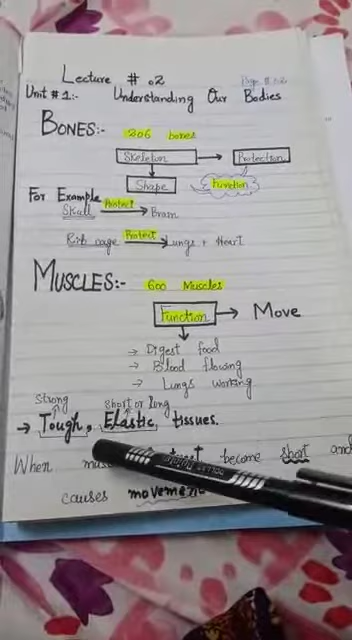 Lecture # .02
Page # 02
Unit # 1:- Understanding Our Bodies
BONES:- 206 bones
Skeleton → Protection
Shape Function
For Example
Skull Protect → Brain
Rib cage Protect → Lungs + Heart
MUSCLES:- 600 Muscles
Function → Move
→ Digest food
→ Blood flowing
→ Lungs working
Strong Short or long
→ Tough, Elastic, tissues.
When become short and
causes movement